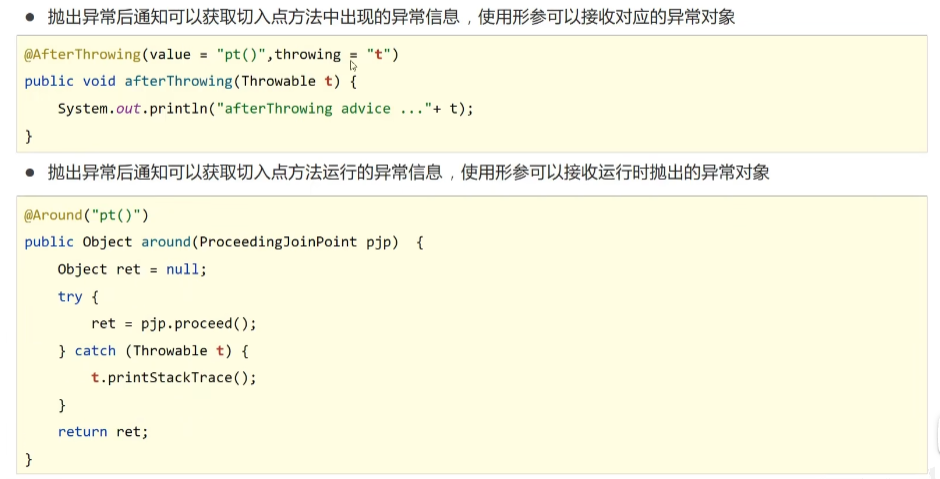 ● 抛出异常后通知可以获取切入点方法中出现的异常信息，使用形参可以接收对应的异常对象
@AfterThrowing(value = "pt()",throwing = "t")
public void afterThrowing(Throwable t) {
    System.out.println("afterThrowing advice ..."+ t);
}
● 抛出异常后通知可以获取切入点方法运行的异常信息，使用形参可以接收运行时抛出的异常对象
@Around("pt()")
public Object around(ProceedingJoinPoint pjp)  {
    Object ret = null;
    try {
        ret = pjp.proceed();
    } catch (Throwable t) {
        t.printStackTrace();
    }
    return ret;
}